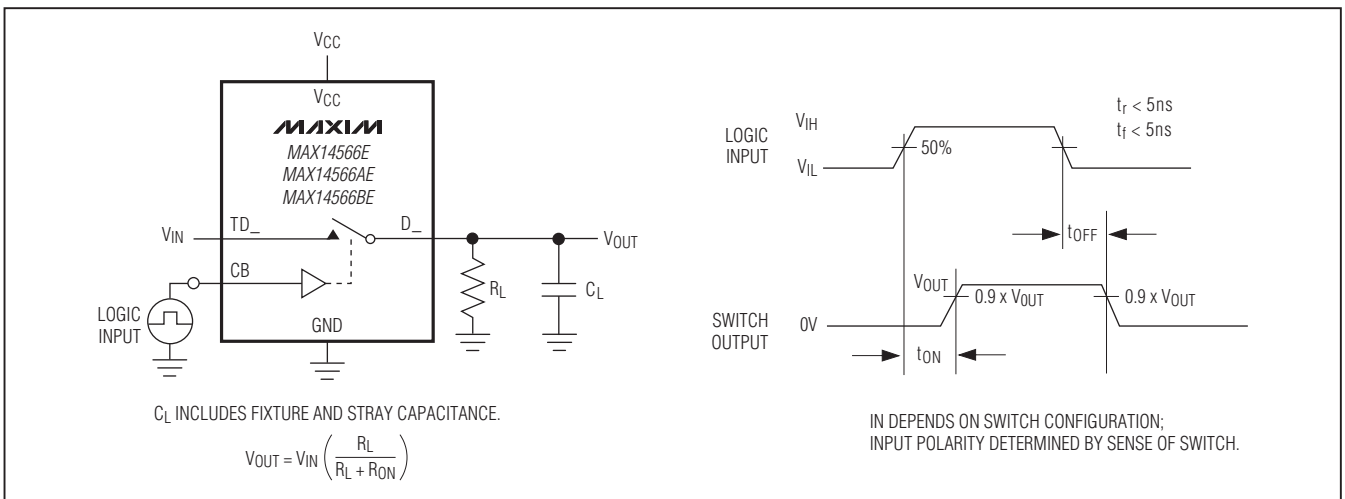 VCC
VCC
MAXIM
MAX14566E
MAX14566AE
MAX14566BE
VIN
TD_
D_
VOUT
CB
RL
CL
LOGIC
INPUT
GND
CL INCLUDES FIXTURE AND STRAY CAPACITANCE.
VOUT = VIN ( RL / RL + RON )
LOGIC
INPUT
VIH
VIL
50%
tr < 5ns
tf < 5ns
tOFF
VOUT
0.9 x VOUT
0.9 x VOUT
SWITCH
OUTPUT
0V
tON
IN DEPENDS ON SWITCH CONFIGURATION;
INPUT POLARITY DETERMINED BY SENSE OF SWITCH.